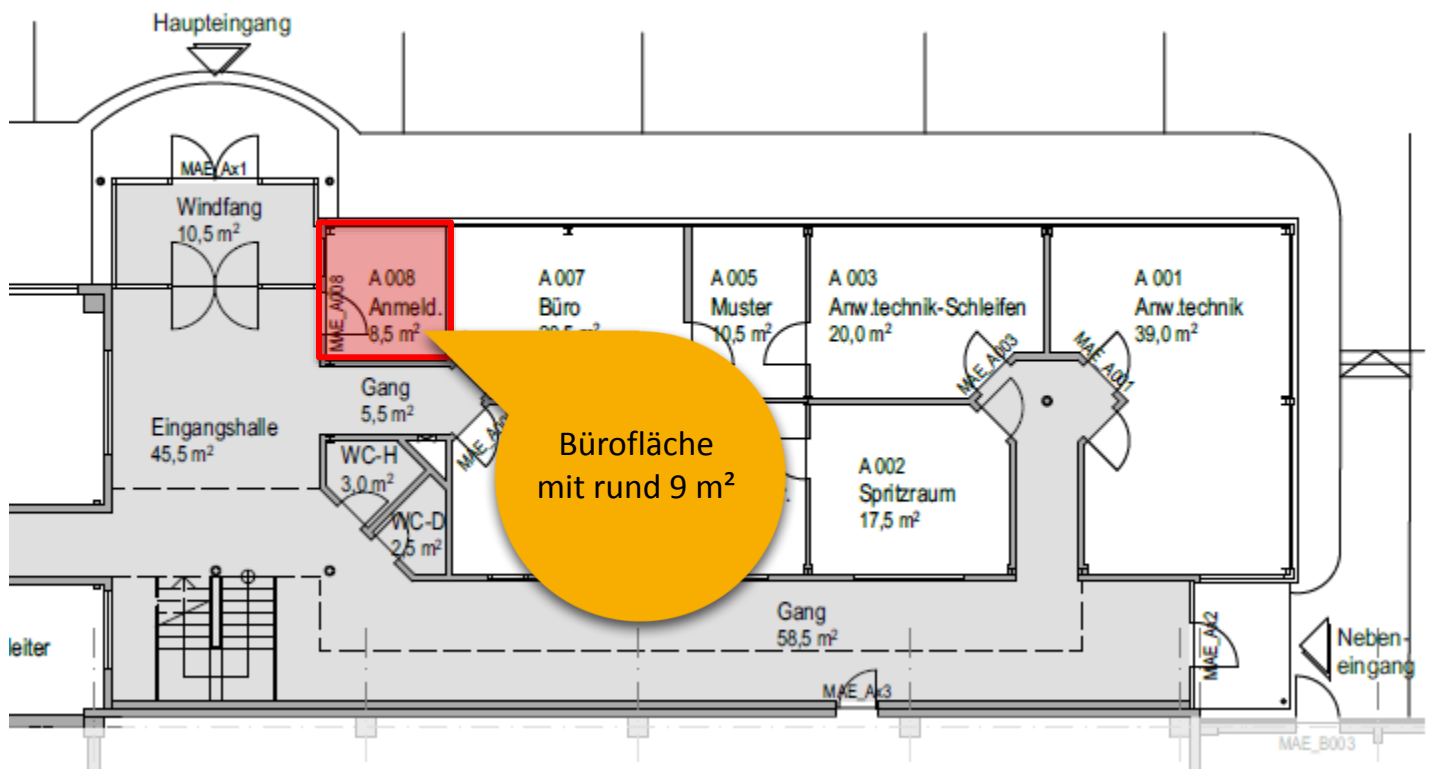 Haupteingang
MAE_Ax1
Windfang
10,5 m²
MAE_A008
A 008
Anmeld.
8,5 m²
A 007
Büro
A 005
Muster
10,5 m²
A 003
Anw.technik-Schleifen
20,0 m²
MAE_A003
A 001
Anw.technik
39,0 m²
MAE_A001
Gang
5,5 m²
Eingangshalle
45,5 m²
WC-H
3,0 m²
WC-D
2,5 m²
Bürofläche
mit rund 9 m²
A 002
Spritzraum
17,5 m²
Gang
58,5 m²
leiter
MAE_Ax2
Neben-
eingang
MAE_Ax3
MAE_B003